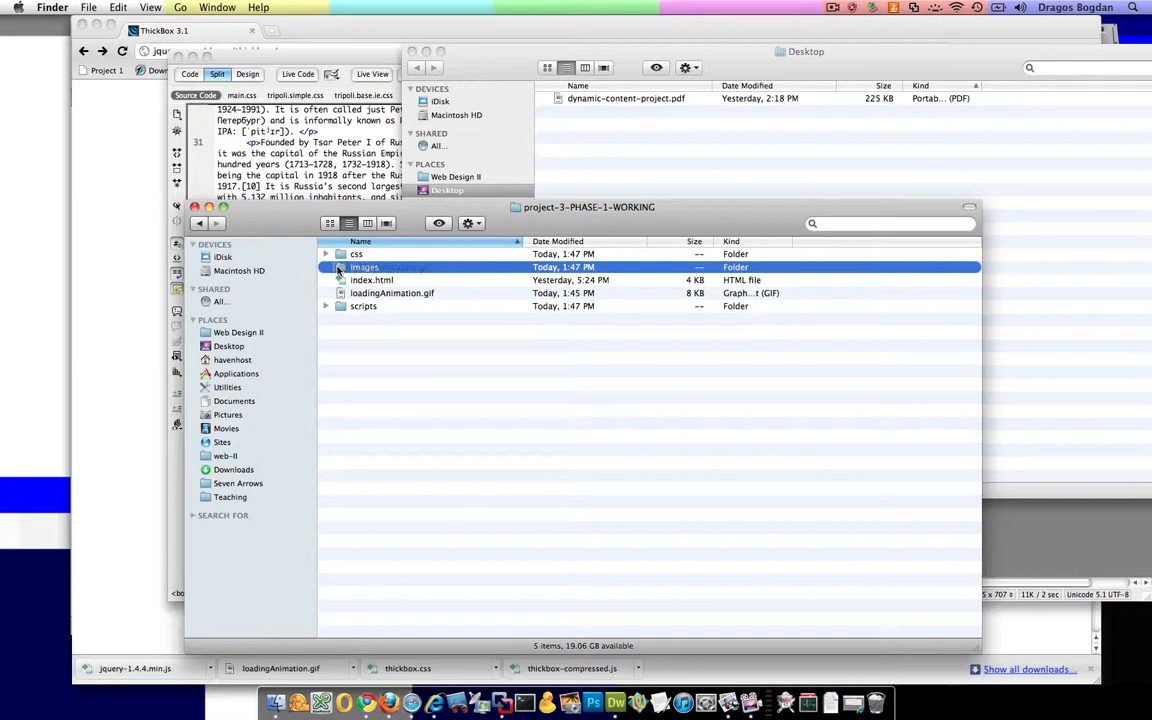 Finder File Edit View Go Window Help Dragos Bogdan
ThickBox 3.1
Desktop
Project 1
Code Split Design Live Code Live View
Source Code main.css tripoli.simple.css tripoli.base.ie.css
1924-1991). It is often called just Pet
Петербург) and is informally known as
IPA: [ˈpitʲɪr]). </p>
31 <p>Founded by Tsar Peter I of Rus
it was the capital of the Russian Empi
hundred years (1713-1728, 1732-1918). S
being the capital in 1918 after the
1917.[10] It is Russia's second largest
with 5.132 million inhabitants, and si
Name Date Modified Size Kind
DEVICES
iDisk
Macintosh HD
SHARED
All...
PLACES
Web Design II
Desktop
dynamic-content-project.pdf Yesterday, 2:18 PM 225 KB Portab... (PDF)
project-3-PHASE-1-WORKING
Name Date Modified Size Kind
css Today, 1:47 PM -- Folder
images Today, 1:47 PM -- Folder
index.html Yesterday, 5:24 PM 4 KB HTML file
loadingAnimation.gif Today, 1:45 PM 8 KB Graph...t (GIF)
scripts Today, 1:47 PM -- Folder
DEVICES
iDisk
Macintosh HD
SHARED
All...
PLACES
Web Design II
Desktop
havenhost
Applications
Utilities
Documents
Pictures
Movies
Sites
web-II
Downloads
Seven Arrows
Teaching
SEARCH FOR
5 items, 19.06 GB available
<bo
5 x 707 11K / 2 sec Unicode 5.1 UTF-8
jquery-1.4.4.min.js loadingAnimation.gif thickbox.css thickbox-compressed.js Show all downloads...